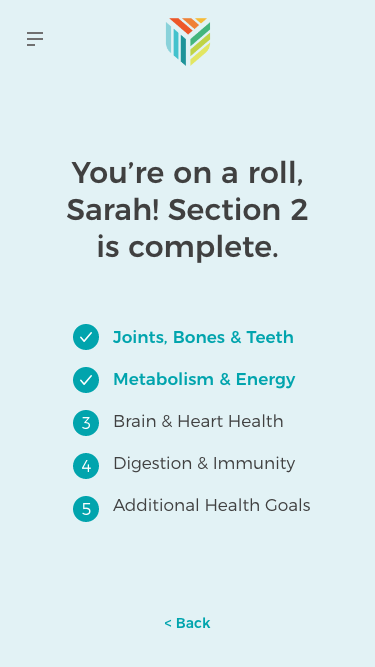 You’re on a roll,
Sarah! Section 2
is complete.
Joints, Bones & Teeth
Metabolism & Energy
3 Brain & Heart Health
4 Digestion & Immunity
5 Additional Health Goals
< Back